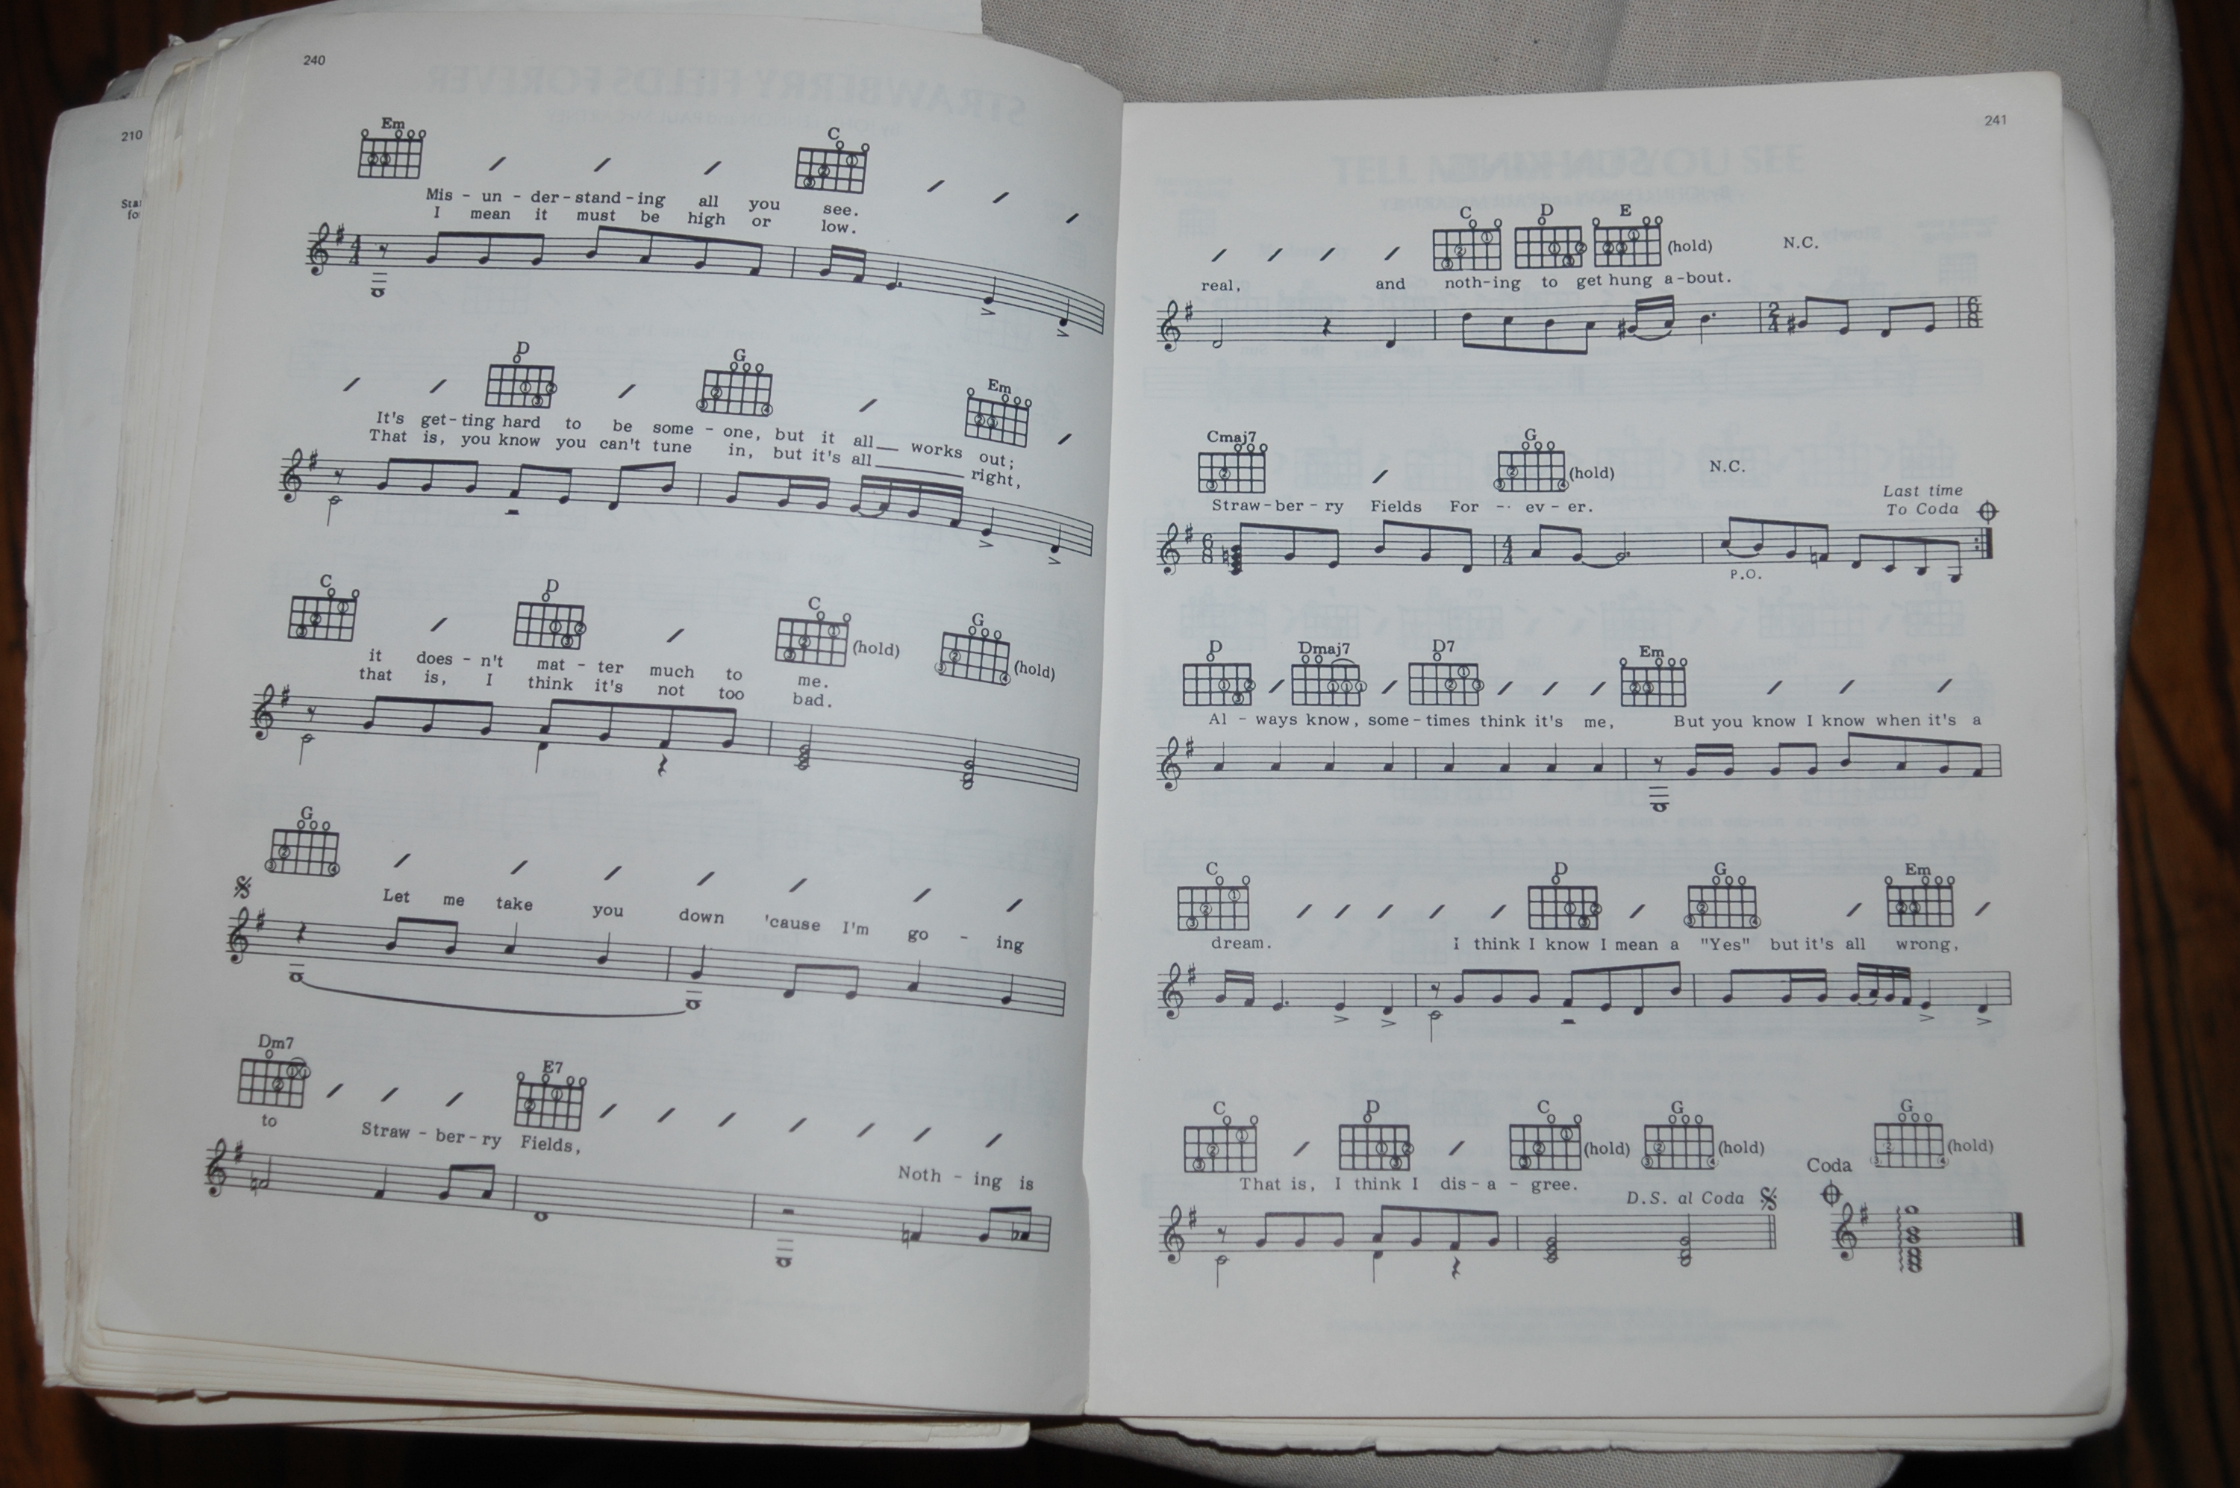 240
Em C
Mis - un - der - stand - ing all you see.
I mean it must be high or low.
D G Em
It's get - ting hard to be some - one, but it all works out;
That is, you know you can't tune in, but it's all right,
C D C (hold) G (hold)
it does - n't mat - ter much to me.
that is, I think it's not too bad.
G
Let me take you down 'cause I'm go - ing
Dm7 E7
to Straw - ber - ry Fields, Noth - ing is
210
241
C D E (hold) N.C.
real, and noth - ing to get hung a - bout.
Cmaj7 G (hold) N.C.
Last time
To Coda
Straw - ber - ry Fields For - ev - er.
P.O.
D Dmaj7 D7 Em
Al - ways know, some - times think it's me, But you know I know when it's a
C D G Em
dream. I think I know I mean a "Yes" but it's all wrong,
C D C (hold) G (hold) G (hold)
Coda
That is, I think I dis - a - gree.
D.S. al Coda